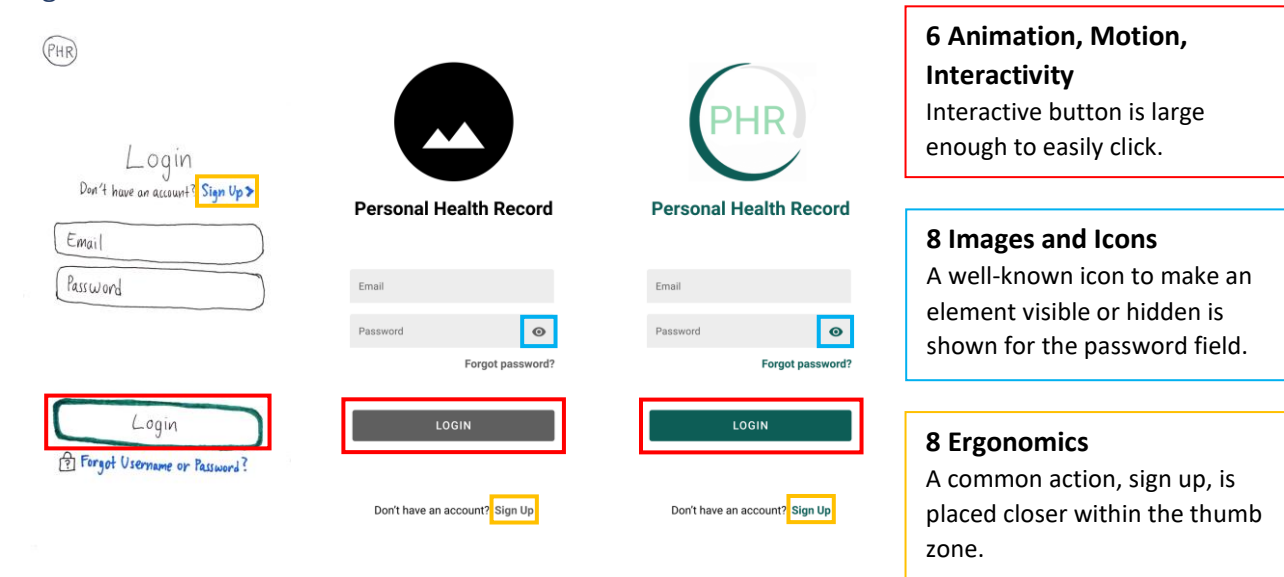 PHR
Login
Don't have an account? Sign Up >
Email
Password
Login
Forgot Username or Password?
Personal Health Record
Email
Password
Forgot password?
LOGIN
Don't have an account? Sign Up
PHR
Personal Health Record
Email
Password
Forgot password?
LOGIN
Don't have an account? Sign Up
6 Animation, Motion,
Interactivity
Interactive button is large
enough to easily click.
8 Images and Icons
A well-known icon to make an
element visible or hidden is
shown for the password field.
8 Ergonomics
A common action, sign up, is
placed closer within the thumb
zone.